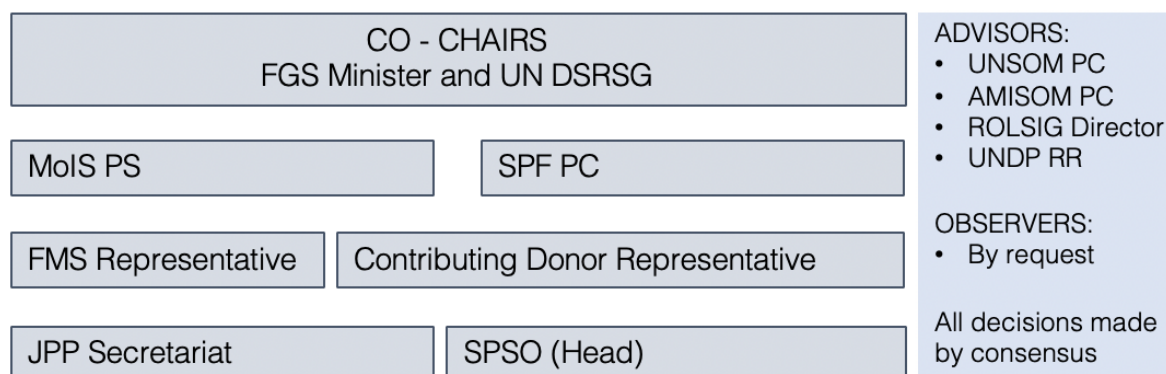 CO - CHAIRS
FGS Minister and UN DSRSG
MoIS PS
SPF PC
FMS Representative
Contributing Donor Representative
JPP Secretariat
SPSO (Head)
ADVISORS:
• UNSOM PC
• AMISOM PC
• ROLSIG Director
• UNDP RR
OBSERVERS:
• By request
All decisions made
by consensus